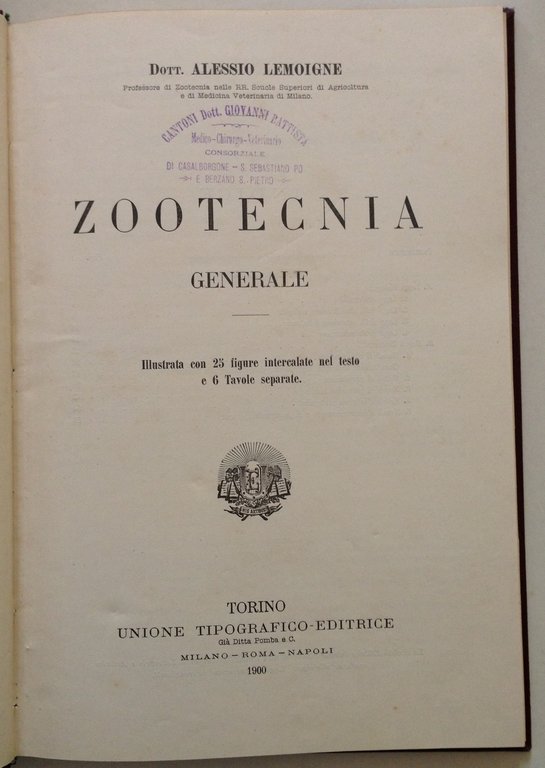 Dott. ALESSIO LEMOIGNE
Professore di Zootecnia nelle RR. Scuole Superiori di Agricoltura
e di Medicina Veterinaria di Milano.
CANTONI Dott. GIOVANNI BATTISTA
Medico-Chirurgo-Veterinario
CONSORZIALE
DI CASALBORGONE - S. SEBASTIANO PO
E BERZANO S. PIETRO
ZOOTECNIA
GENERALE
Illustrata con 25 figure intercalate nel testo
e 6 Tavole separate.
TORINO
UNIONE TIPOGRAFICO-EDITRICE
Già Ditta Pomba e C.
MILANO - ROMA - NAPOLI
1900